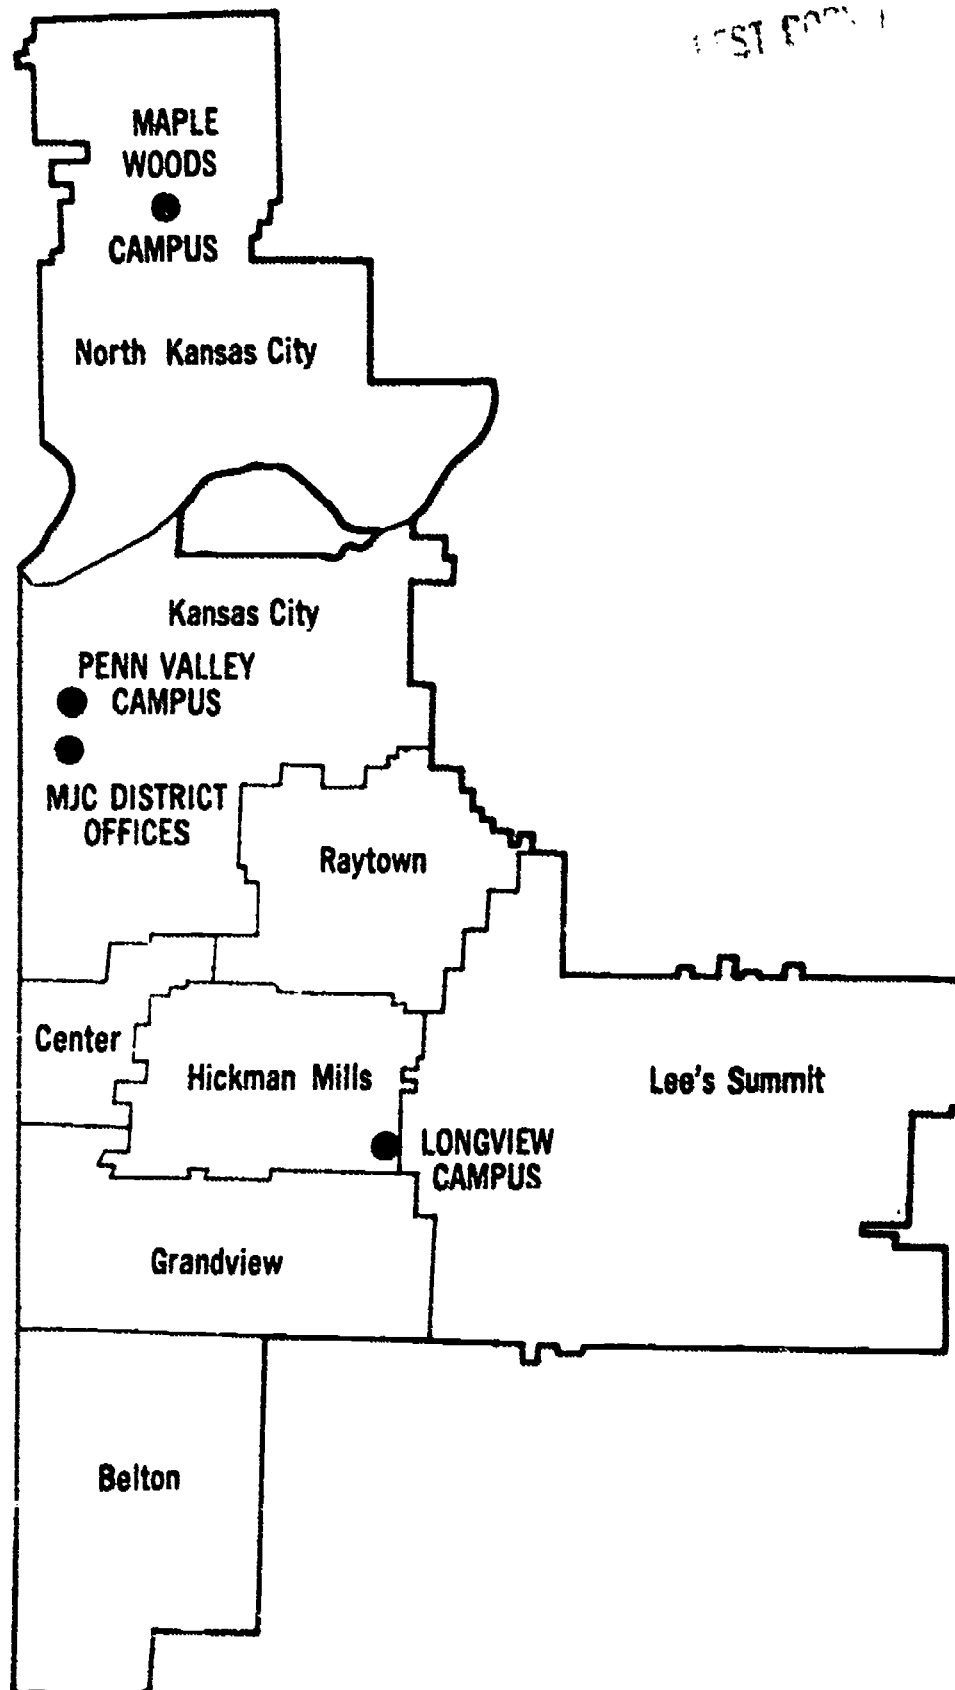 MAPLE
WOODS
CAMPUS
North Kansas City
Kansas City
PENN VALLEY
CAMPUS
MJC DISTRICT
OFFICES
Raytown
Center
Hickman Mills
Lee's Summit
LONGVIEW
CAMPUS
Grandview
Belton